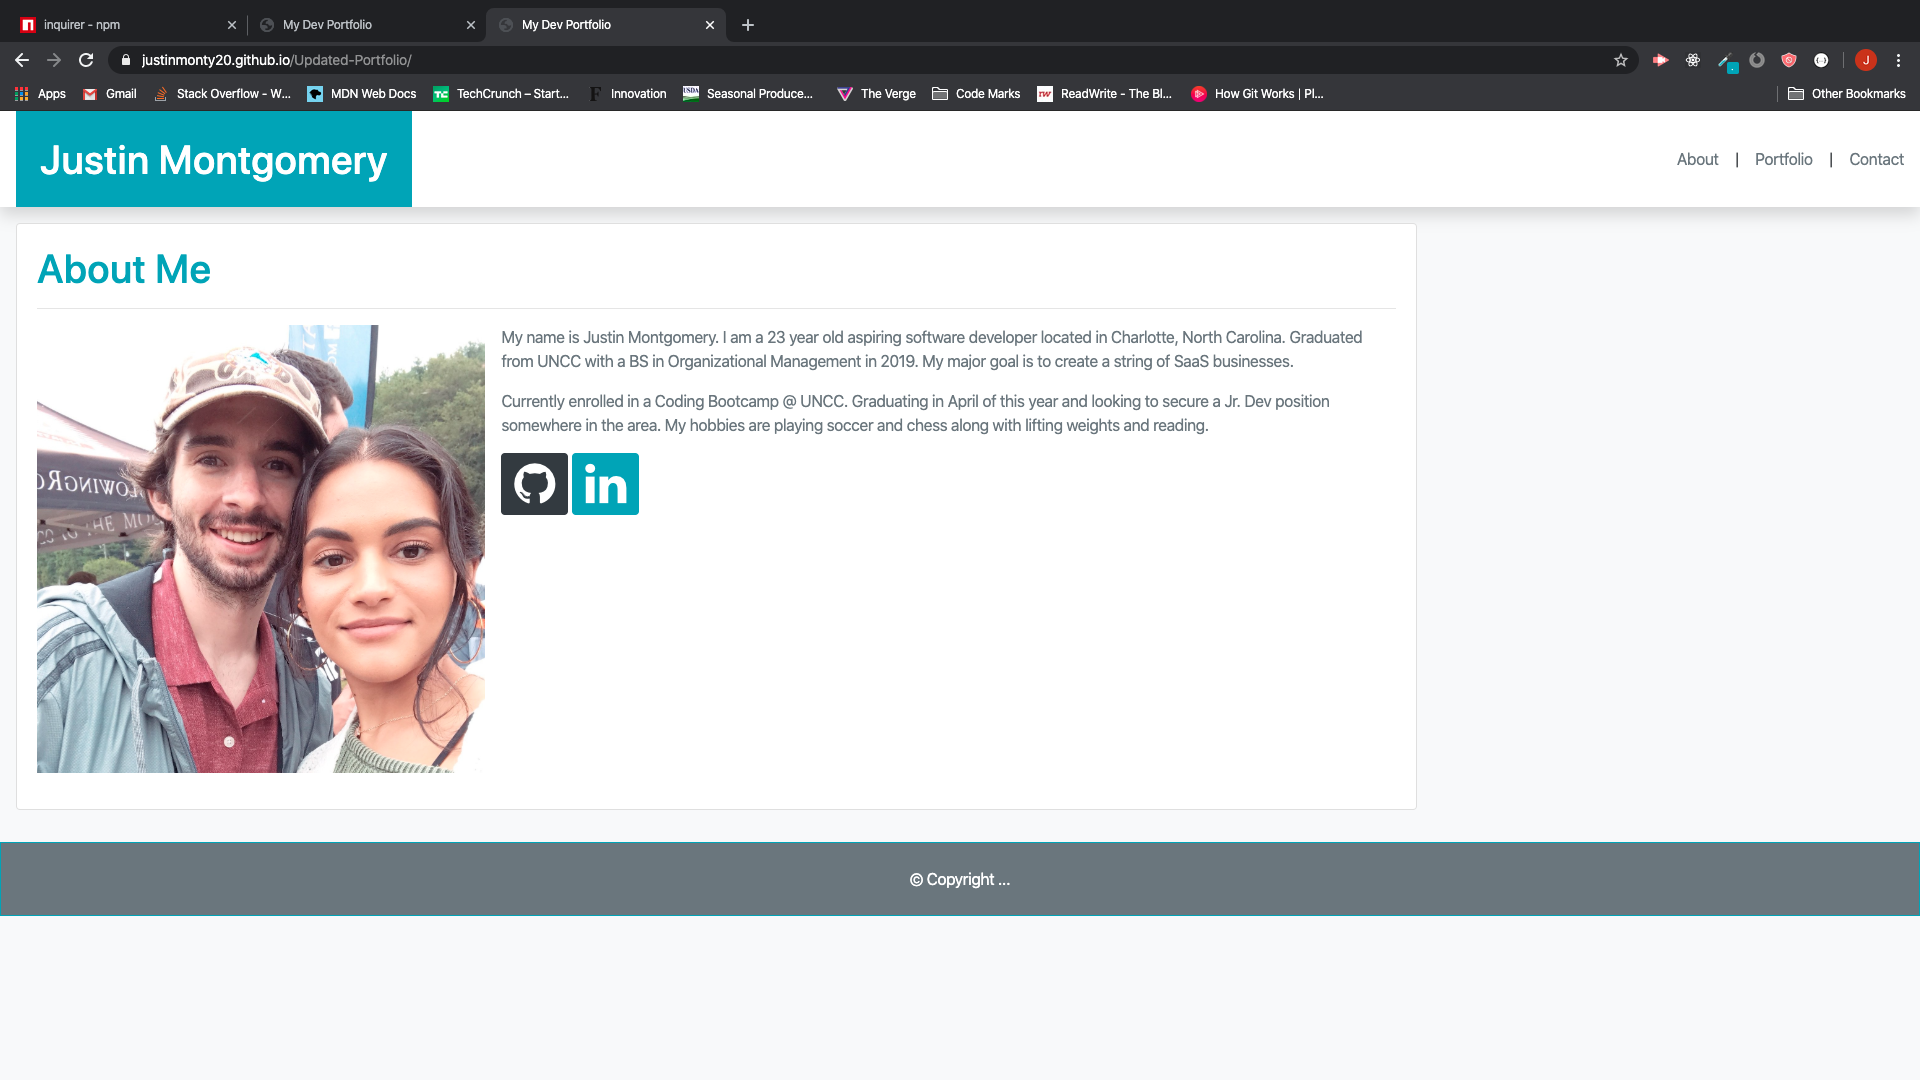 inquirer - npm
My Dev Portfolio
My Dev Portfolio
justinmonty20.github.io/Updated-Portfolio/
J
Apps
Gmail
Stack Overflow - W...
MDN Web Docs
TechCrunch – Start...
Innovation
Seasonal Produce...
The Verge
Code Marks
ReadWrite - The Bl...
How Git Works | Pl...
Other Bookmarks
Justin Montgomery
About | Portfolio | Contact
About Me
My name is Justin Montgomery. I am a 23 year old aspiring software developer located in Charlotte, North Carolina. Graduated
from UNCC with a BS in Organizational Management in 2019. My major goal is to create a string of SaaS businesses.
Currently enrolled in a Coding Bootcamp @ UNCC. Graduating in April of this year and looking to secure a Jr. Dev position
somewhere in the area. My hobbies are playing soccer and chess along with lifting weights and reading.
in
© Copyright ...